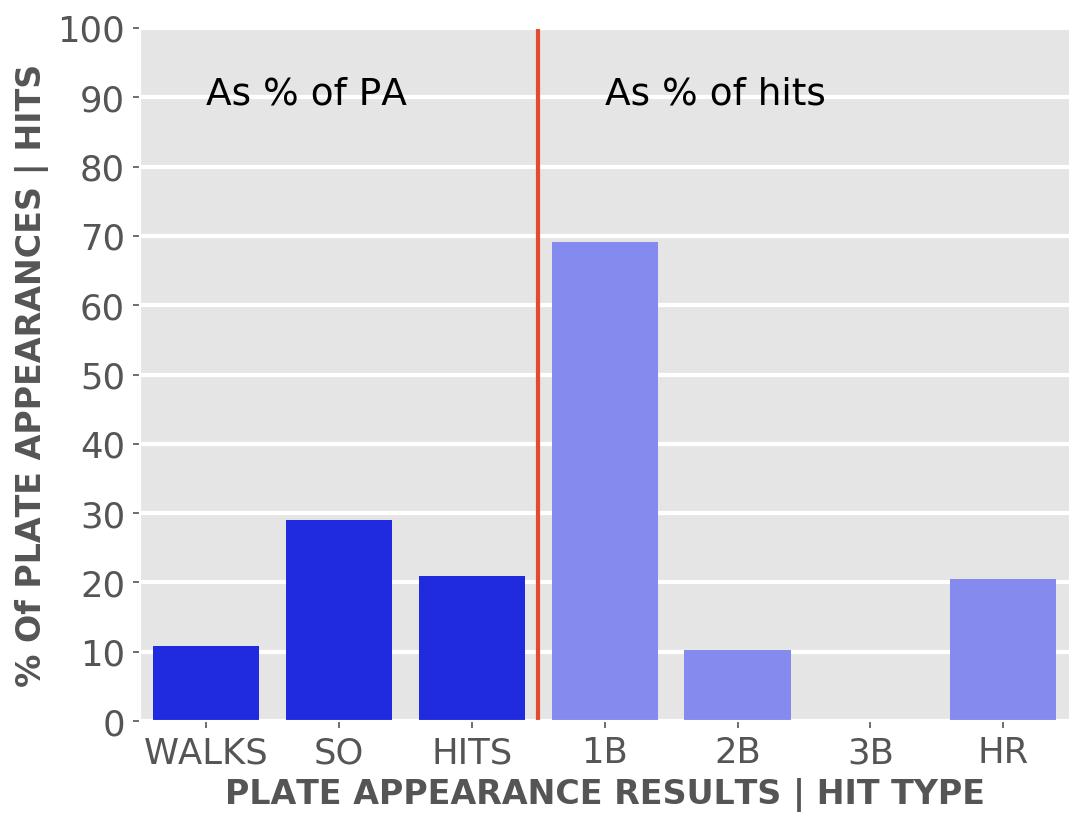 % Of PLATE APPEARANCES | HITS
100
90
80
70
60
50
40
30
20
10
0
As % of PA
As % of hits
WALKS SO HITS 1B 2B 3B HR
PLATE APPEARANCE RESULTS | HIT TYPE